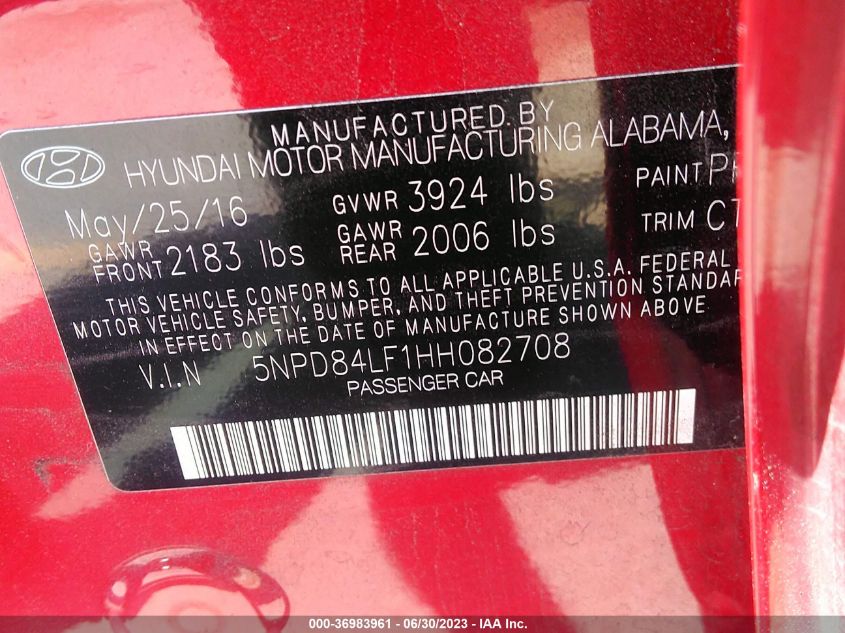 MANUFACTURED BY
HYUNDAI MOTOR MANUFACTURING ALABAMA,
May/25/16 GVWR 3924 lbs PAINT
GAWR FRONT 2183 lbs GAWR REAR 2006 lbs TRIM CT
THIS VEHICLE CONFORMS TO ALL APPLICABLE U.S.A. FEDERAL
MOTOR VEHICLE SAFETY, BUMPER, AND THEFT PREVENTION STANDAR
IN EFFECT ON THE DATE OF MANUFACTURE SHOWN ABOVE
V.I.N 5NPD84LF1HH082708
PASSENGER CAR
000-36983961 - 06/30/2023 - IAA Inc.